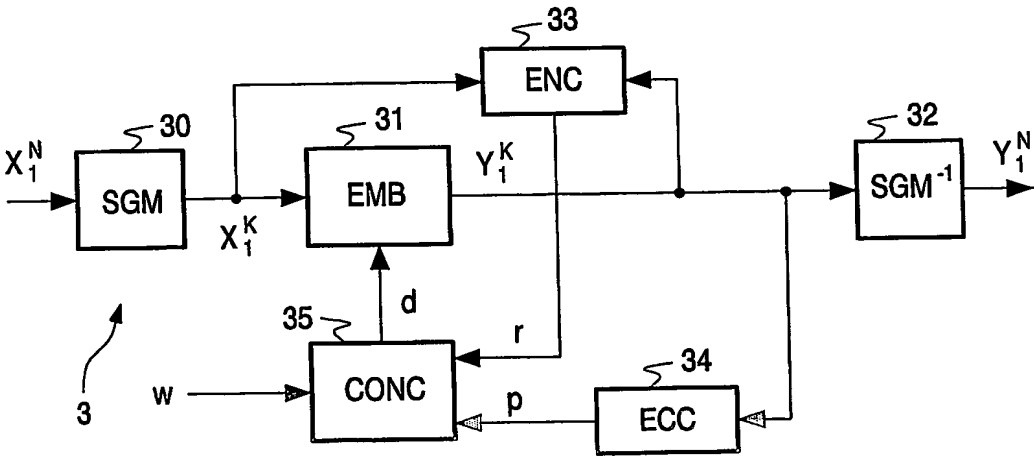 33
ENC
30
31
32
X₁ᴺ
SGM
EMB
Y₁ᴷ
SGM⁻¹
Y₁ᴺ
X₁ᴷ
d
35
r
34
3
w
CONC
p
ECC